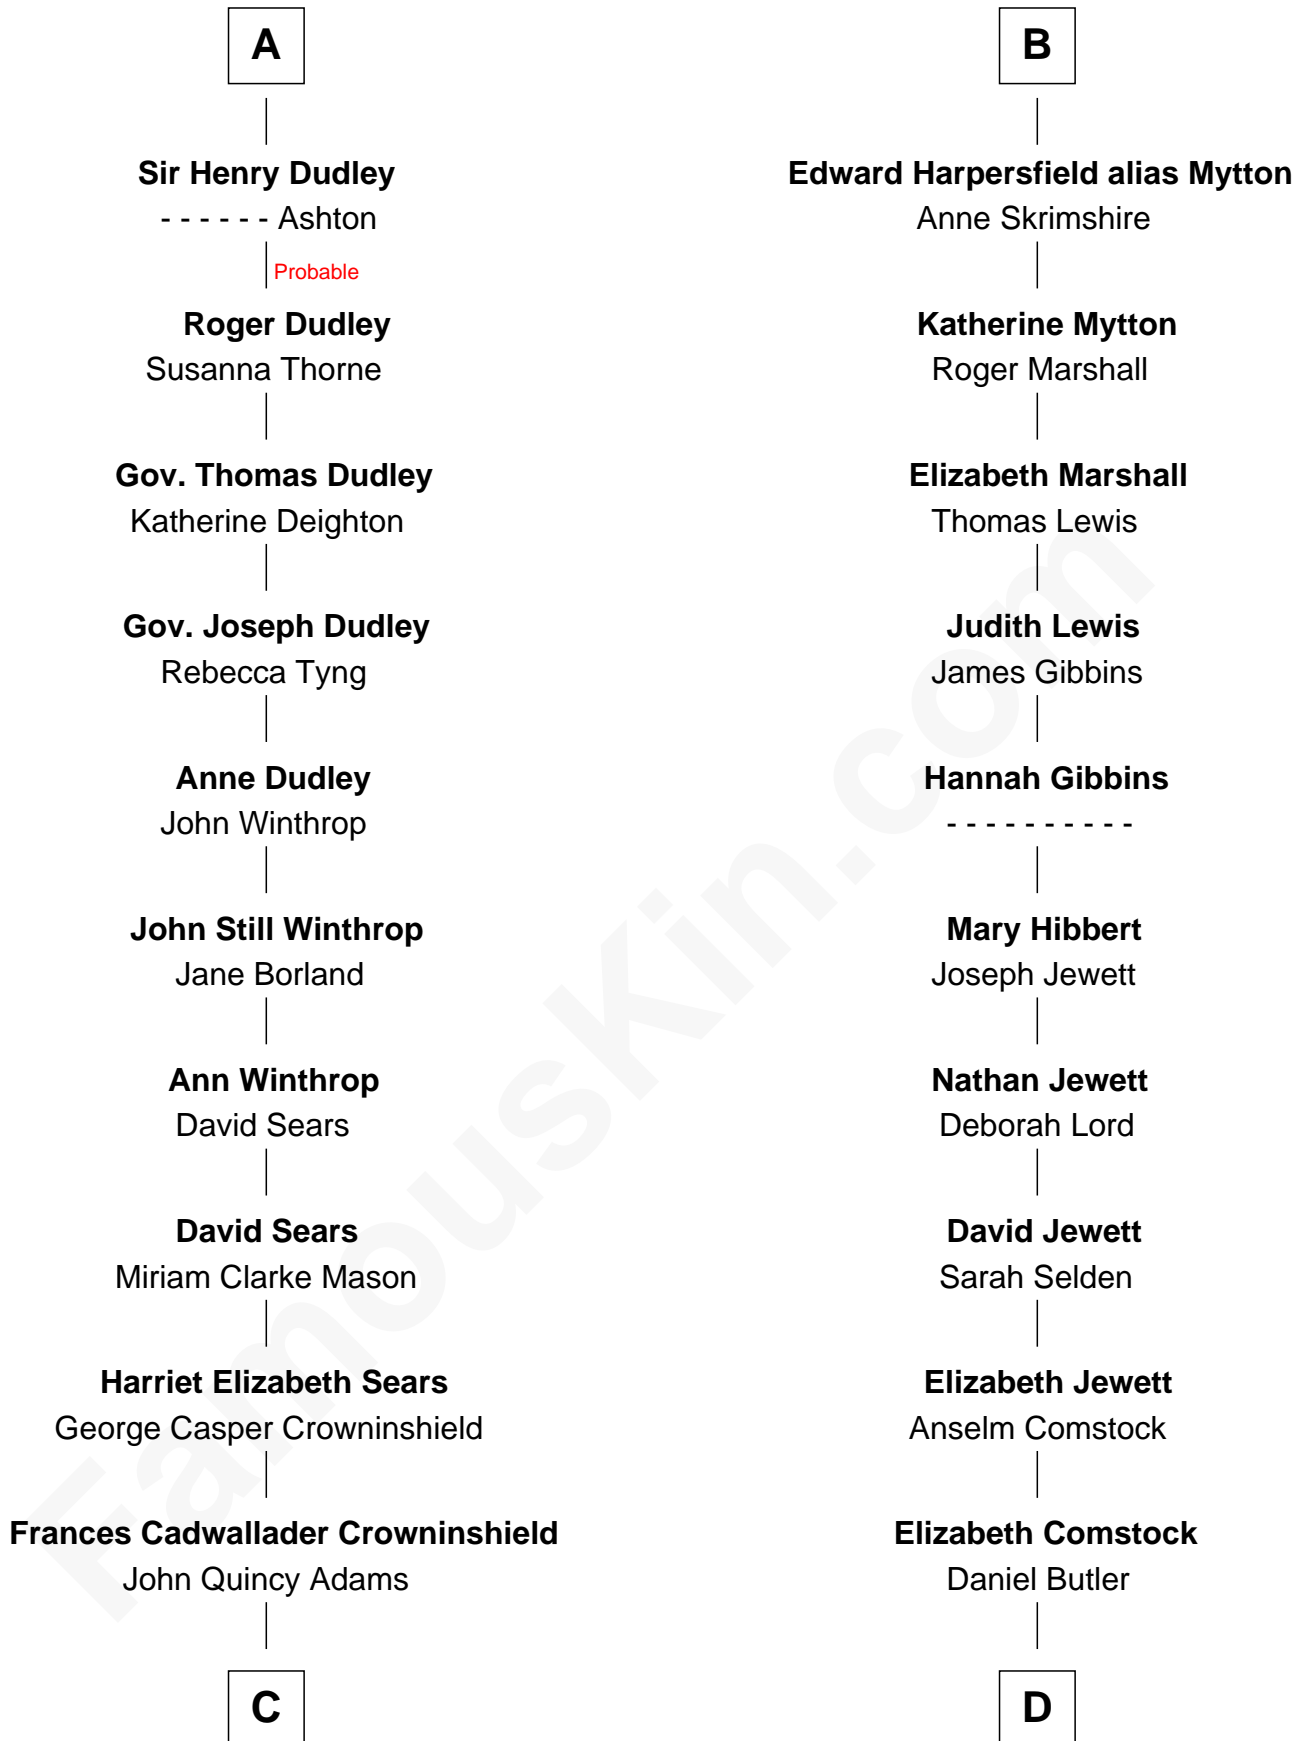 A
Sir Henry Dudley
- - - - - - Ashton
Probable
Roger Dudley
Susanna Thorne
Gov. Thomas Dudley
Katherine Deighton
Gov. Joseph Dudley
Rebecca Tyng
Anne Dudley
John Winthrop
John Still Winthrop
Jane Borland
Ann Winthrop
David Sears
David Sears
Miriam Clarke Mason
Harriet Elizabeth Sears
George Casper Crowninshield
Frances Cadwallader Crowninshield
John Quincy Adams
C
B
Edward Harpersfield alias Mytton
Anne Skrimshire
Katherine Mytton
Roger Marshall
Elizabeth Marshall
Thomas Lewis
Judith Lewis
James Gibbins
Hannah Gibbins
- - - - - - - - - -
Mary Hibbert
Joseph Jewett
Nathan Jewett
Deborah Lord
David Jewett
Sarah Selden
Elizabeth Jewett
Anselm Comstock
Elizabeth Comstock
Daniel Butler
D
FamousKin.com